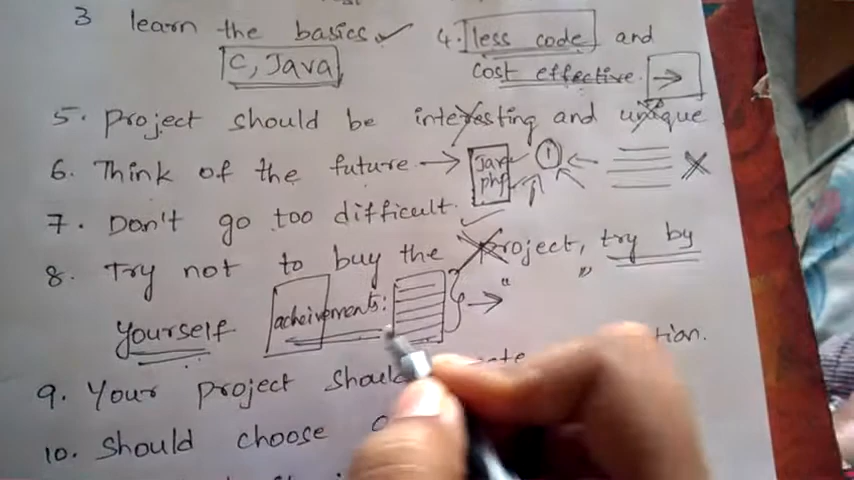 3 learn the basics 4. less code and
C, Java cost effective
5. Project should be interesting and unique
6. Think of the future Jav
php 1
7. Don't go too difficult.
8. Try not to buy the Project, try by
yourself acheivements:
9. Your project should
10. Should choose